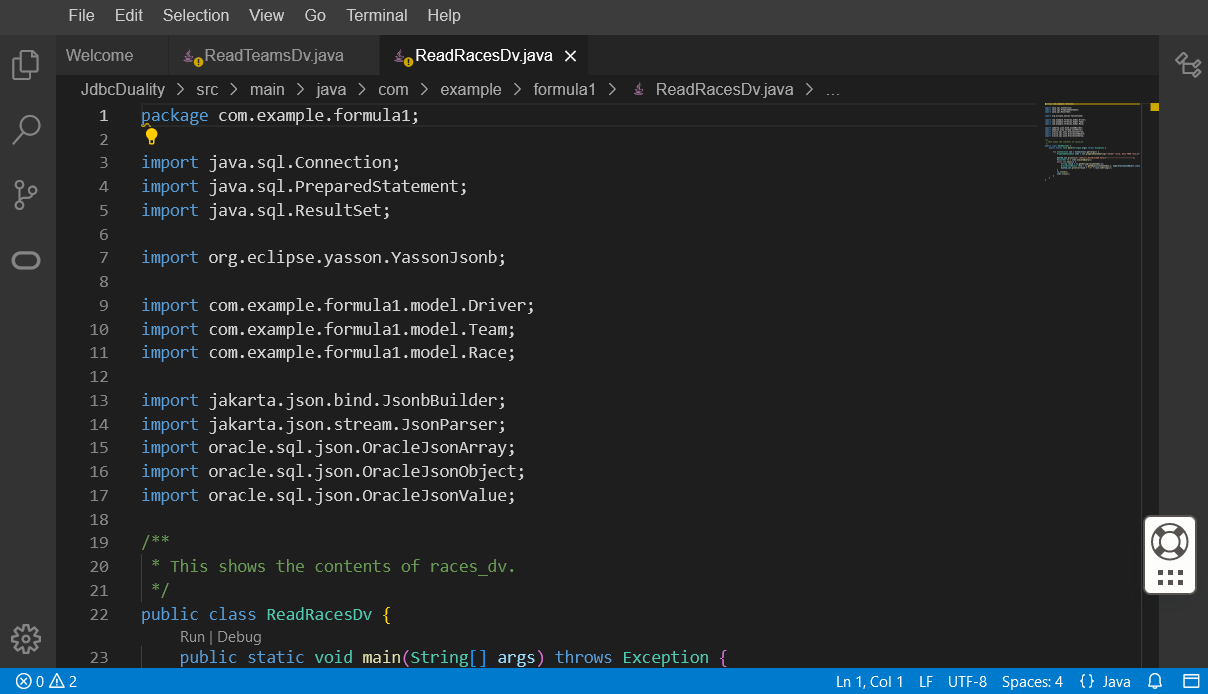 File Edit Selection View Go Terminal Help
Welcome ReadTeamsDv.java ReadRacesDv.java
JdbcDuality > src > main > java > com > example > formula1 > ReadRacesDv.java > ...
1 package com.example.formula1;
2
3 import java.sql.Connection;
4 import java.sql.PreparedStatement;
5 import java.sql.ResultSet;
6
7 import org.eclipse.yasson.YassonJsonb;
8
9 import com.example.formula1.model.Driver;
10 import com.example.formula1.model.Team;
11 import com.example.formula1.model.Race;
12
13 import jakarta.json.bind.JsonbBuilder;
14 import jakarta.json.stream.JsonParser;
15 import oracle.sql.json.OracleJsonArray;
16 import oracle.sql.json.OracleJsonObject;
17 import oracle.sql.json.OracleJsonValue;
18
19 /**
20 * This shows the contents of races_dv.
21 */
22 public class ReadRacesDv {
Run | Debug
23 public static void main(String[] args) throws Exception {
0 2 Ln 1, Col 1 LF UTF-8 Spaces: 4 {} Java